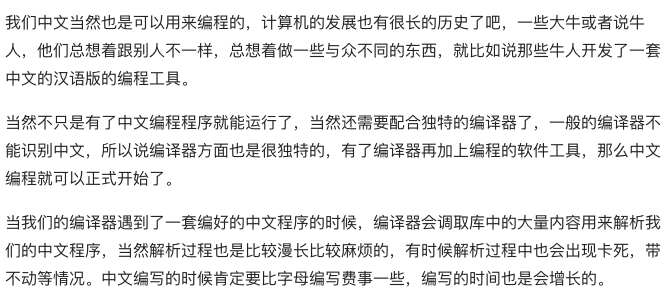 我们中文当然也是可以用来编程的，计算机的发展也有很长的历史了吧，一些大牛或者说牛
人，他们总想着跟别人不一样，总想着做一些与众不同的东西，就比如说那些牛人开发了一套
中文的汉语版的编程工具。
当然不只是有了中文编程程序就能运行了，当然还需要配合独特的编译器了，一般的编译器不
能识别中文，所以说编译器方面也是很独特的，有了编译器再加上编程的软件工具，那么中文
编程就可以正式开始了。
当我们的编译器遇到了一套编好的中文程序的时候，编译器会调取库中的大量内容用来解析我
们的中文程序，当然解析过程也是比较漫长比较麻烦的，有时候解析过程中也会出现卡死，带
不动等情况。中文编写的时候肯定要比字母编写费事一些，编写的时间也是会增长的。